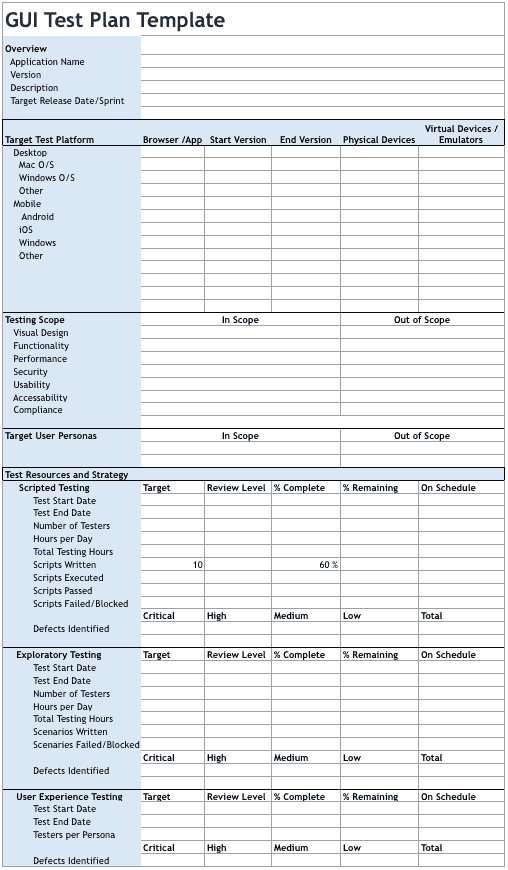 GUI Test Plan Template
Overview
Application Name
Version
Description
Target Release Date/Sprint
Target Test Platform Browser /App Start Version End Version Physical Devices Virtual Devices / Emulators
Desktop
Mac O/S
Windows O/S
Other
Mobile
Android
iOS
Windows
Other
Testing Scope In Scope Out of Scope
Visual Design
Functionality
Performance
Security
Usability
Accessability
Compliance
Target User Personas In Scope Out of Scope
Test Resources and Strategy
Scripted Testing Target Review Level % Complete % Remaining On Schedule
Test Start Date
Test End Date
Number of Testers
Hours per Day
Total Testing Hours
Scripts Written 10 60 %
Scripts Executed
Scripts Passed
Scripts Failed/Blocked
Critical High Medium Low Total
Defects Identified
Exploratory Testing Target Review Level % Complete % Remaining On Schedule
Test Start Date
Test End Date
Number of Testers
Hours per Day
Total Testing Hours
Scenarios Written
Scenaries Failed/Blocked
Critical High Medium Low Total
Defects Identified
User Experience Testing Target Review Level % Complete % Remaining On Schedule
Test Start Date
Test End Date
Testers per Persona
Critical High Medium Low Total
Defects Identified